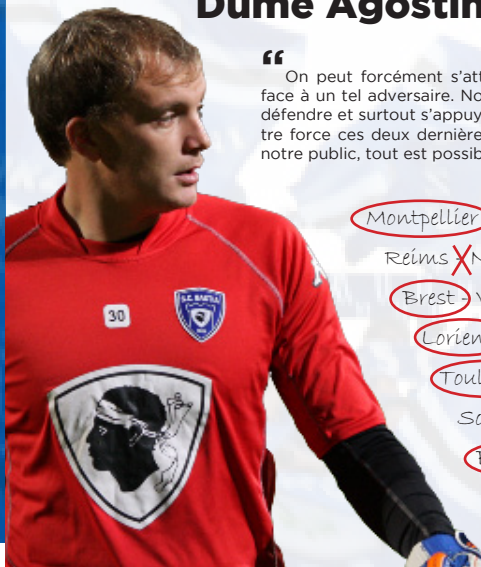 Dume Agostin
“
On peut forcément s’att
face à un tel adversaire. No
défendre et surtout s’appuy
tre force ces deux dernière
notre public, tout est possib
Montpellier
Reims - N
Brest - V
Lorien
Toul
So
S.C. BASTIA
30